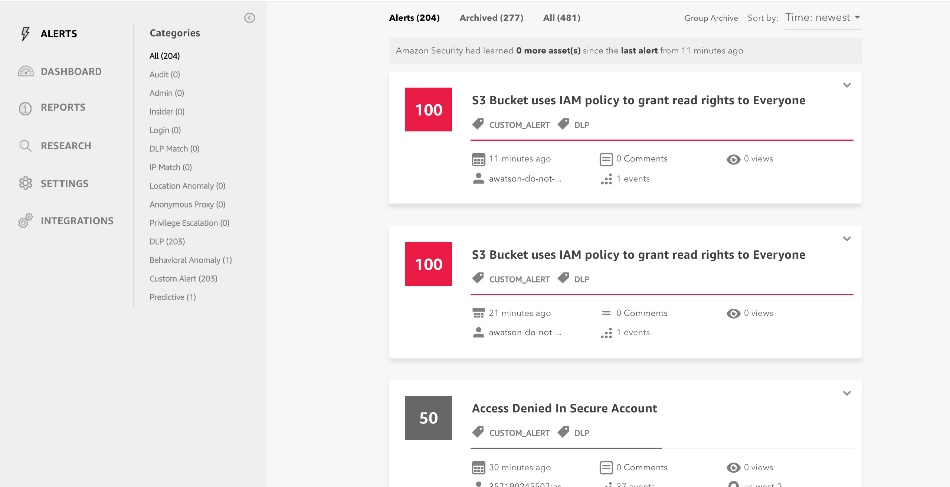 ALERTS
DASHBOARD
REPORTS
RESEARCH
SETTINGS
INTEGRATIONS
Categories
All (204)
Audit (0)
Admin (0)
Insider (0)
Login (0)
DLP Match (0)
IP Match (0)
Location Anomaly (0)
Anonymous Proxy (0)
Privilege Escalation (0)
DLP (203)
Behavioral Anomaly (1)
Custom Alert (203)
Predictive (1)
Alerts (204) Archived (277) All (481) Group Archive Sort by: Time: newest
Amazon Security had learned 0 more asset(s) since the last alert from 11 minutes ago
100
S3 Bucket uses IAM policy to grant read rights to Everyone
CUSTOM_ALERT DLP
11 minutes ago 0 Comments 0 views
awatson-do-not-... 1 events
100
S3 Bucket uses IAM policy to grant read rights to Everyone
CUSTOM_ALERT DLP
21 minutes ago 0 Comments 0 views
awatson-do-not-... 1 events
50
Access Denied In Secure Account
CUSTOM_ALERT DLP
30 minutes ago 0 Comments 0 views
37 events